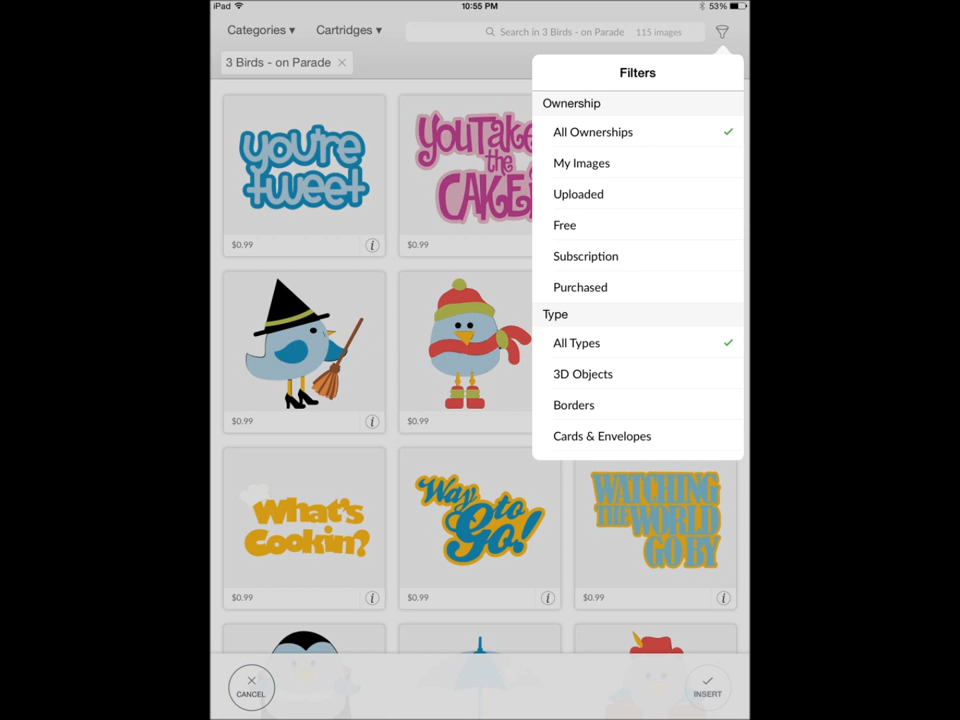 iPad
10:55 PM
53%
Categories ▾
Cartridges ▾
Search in 3 Birds - on Parade
115 images
3 Birds - on Parade ×
Filters
Ownership
All Ownerships
My Images
Uploaded
Free
Subscription
Purchased
Type
All Types
3D Objects
Borders
Cards & Envelopes
you're
tweet
$0.99
i
You Take
the
CAKE
$0.99
$0.99
i
$0.99
What's
Cookin?
$0.99
i
Way
to
Go!
$0.99
i
WATCHING
THE WORLD
GO BY
$0.99
i
CANCEL
INSERT